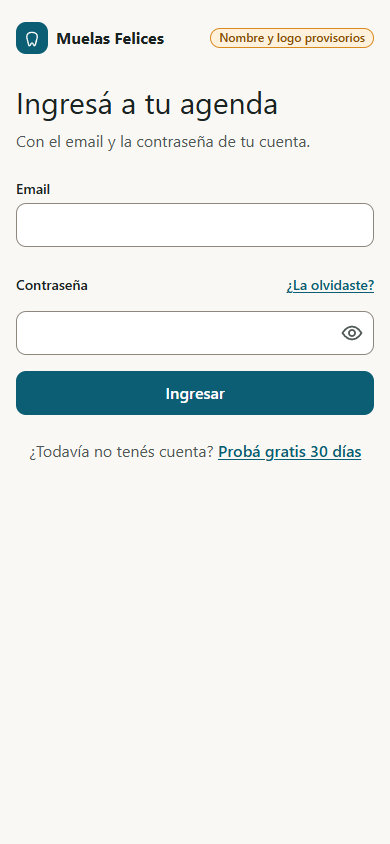 Muelas Felices
Nombre y logo provisorios
Ingresá a tu agenda
Con el email y la contraseña de tu cuenta.
Email
Contraseña
¿La olvidaste?
Ingresar
¿Todavía no tenés cuenta? Probá gratis 30 días